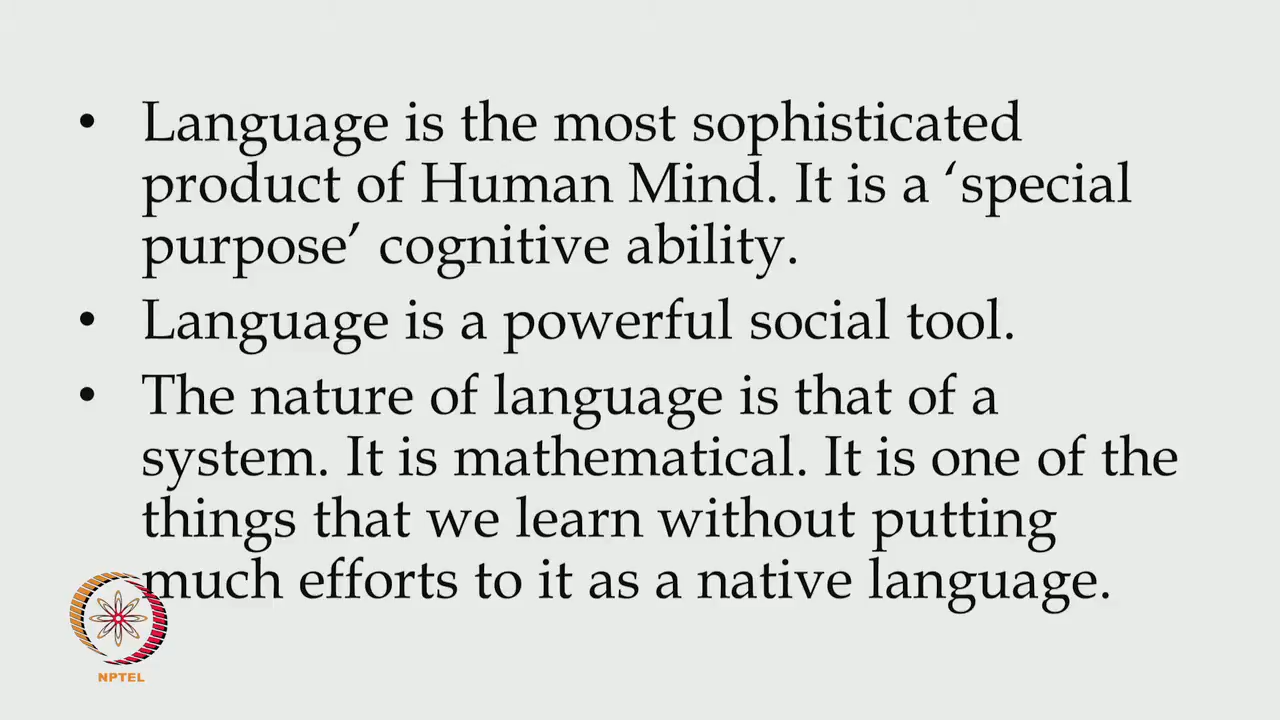 • Language is the most sophisticated
product of Human Mind. It is a ‘special
purpose’ cognitive ability.
• Language is a powerful social tool.
• The nature of language is that of a
system. It is mathematical. It is one of the
things that we learn without putting
much efforts to it as a native language.
NPTEL